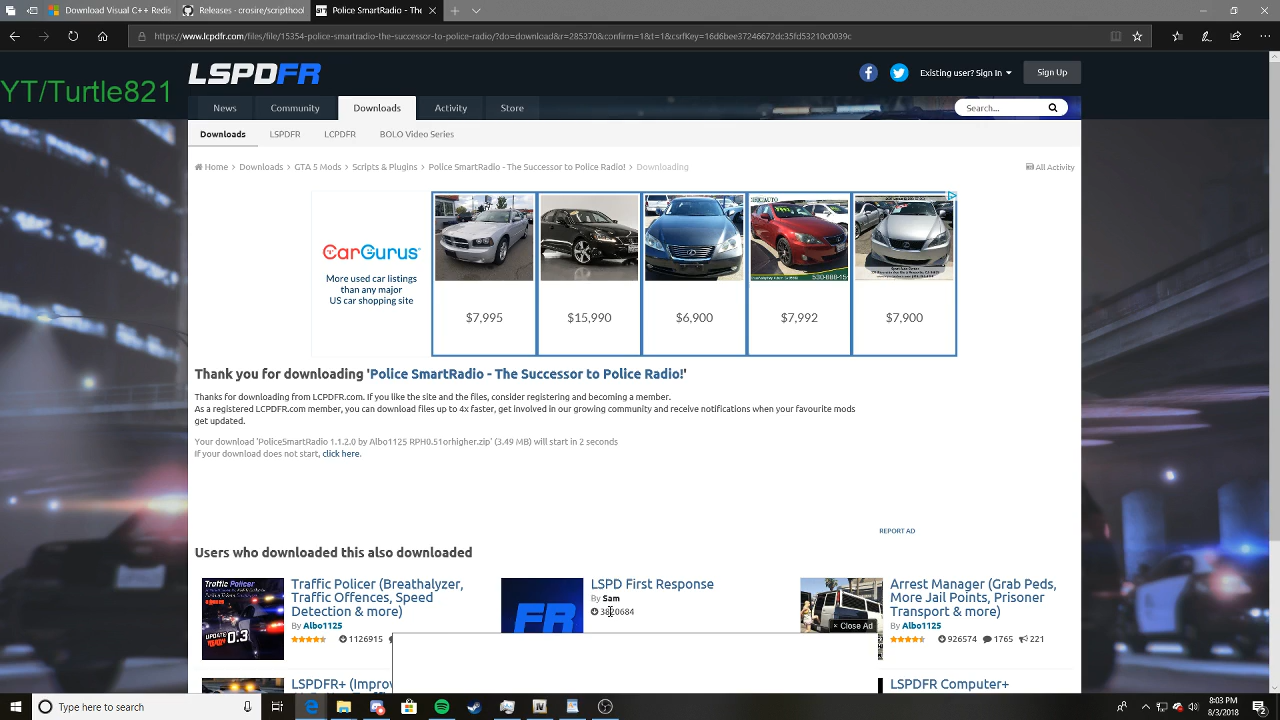 Download Visual C++ Redis
Releases
Police SmartRadio - The
https://www.lcpdfr.com/files/file/15354-police-smartradio-the-successor-to-police-radio/?do=download&r=285370&confirm=1&t=1&csrfKey=16d6bee37246672dc35fd53210c0039c
YT/Turtle821
LSPDFR
Existing user? Sign In
Sign Up
News
Community
Downloads
Activity
Store
Search...
Downloads
LSPDFR
LCPDFR
BOLO Video Series
Home > Downloads > GTA 5 Mods > Scripts & Plugins > Police SmartRadio - The Successor to Police Radio! > Downloading
All Activity
CarGurus
More used car listings
than any major
US car shopping site
$7,995
$15,990
$6,900
$7,992
$7,900
Thank you for downloading 'Police SmartRadio - The Successor to Police Radio!'
Thanks for downloading from LCPDFR.com. If you like the site and the files, consider registering and becoming a member.
As a registered LCPDFR.com member, you can download files up to 4x faster, get involved in our growing community and receive notifications when your favourite mods
get updated.
Your download 'PoliceSmartRadio 1.1.2.0 by Albo1125 RPH0.51orhigher.zip' (3.49 MB) will start in 2 seconds
If your download does not start, click here.
REPORT AD
Users who downloaded this also downloaded
Traffic Policer
Traffic Policer (Breathalyzer,
Traffic Offences, Speed
Detection & more)
By Albo1125
1126915
FR
LSPD First Response
By Sam
3820684
Arrest Manager (Grab Peds,
More Jail Points, Prisoner
Transport & more)
By Albo1125
926574 1765 221
× Close Ad
LSPDFR+ (Improv
LSPDFR Computer+
Type here to search
8:03 PM
8/3/2018